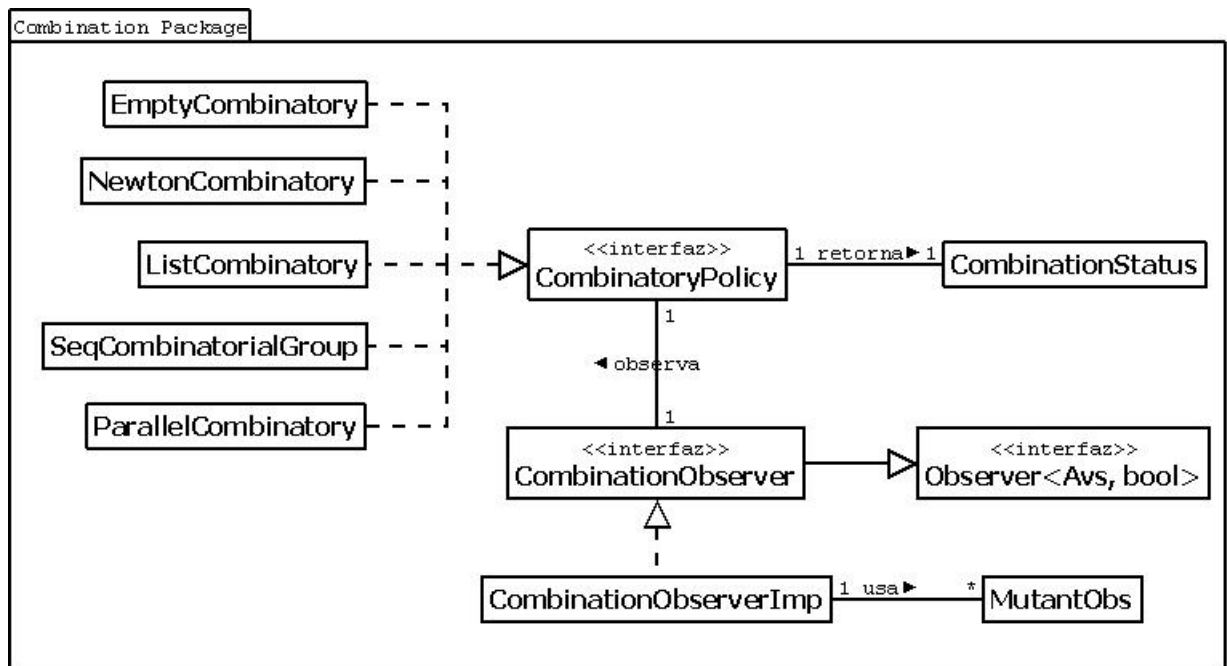 Combination Package
EmptyCombinatory
NewtonCombinatory
ListCombinatory
SeqCombinatorialGroup
ParallelCombinatory
<<interfaz>>
CombinatoryPolicy
1 retorna► 1
CombinationStatus
1
◄ observa
1
<<interfaz>>
CombinationObserver
<<interfaz>>
Observer<Avs, bool>
CombinationObserverImp
1 usa► *
MutantObs